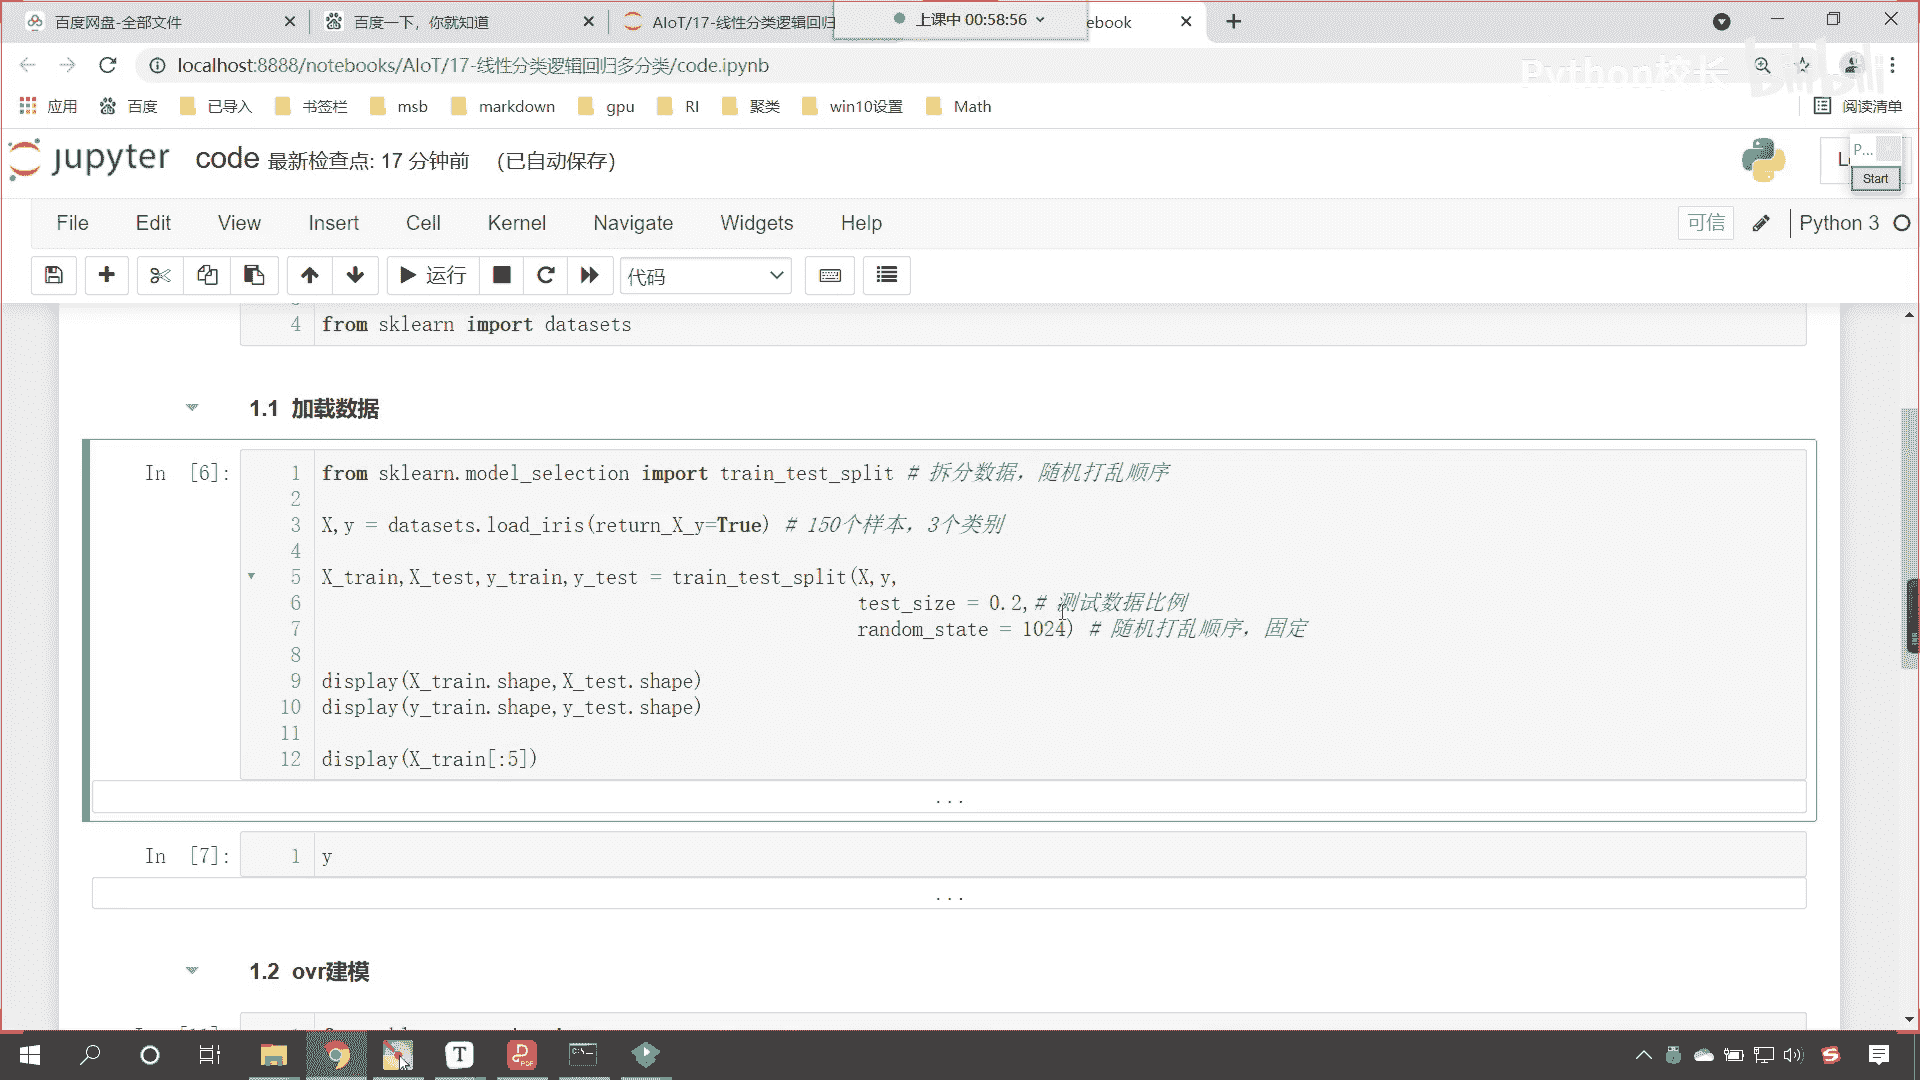 百度网盘-全部文件
百度一下，你就知道
AIoT/17-线性分类逻辑回归
上课中 00:58:56
ebook
localhost:8888/notebooks/AIoT/17-线性分类逻辑回归多分类/code.ipynb
Python校长
bilibili
应用 百度 已导入 书签栏 msb markdown gpu RI 聚类 win10设置 Math 阅读清单
jupyter code 最新检查点: 17 分钟前 (已自动保存)
P...
Start
File Edit View Insert Cell Kernel Navigate Widgets Help 可信 Python 3
运行 代码
4 from sklearn import datasets
1.1 加载数据
In [6]:
1 from sklearn.model_selection import train_test_split # 拆分数据，随机打乱顺序
2
3 X,y = datasets.load_iris(return_X_y=True) # 150个样本，3个类别
4
5 X_train,X_test,y_train,y_test = train_test_split(X,y,
6 test_size = 0.2,# 测试数据比例
7 random_state = 1024) # 随机打乱顺序，固定
8
9 display(X_train.shape,X_test.shape)
10 display(y_train.shape,y_test.shape)
11
12 display(X_train[:5])
...
In [7]: 1 y
...
1.2 ovr建模